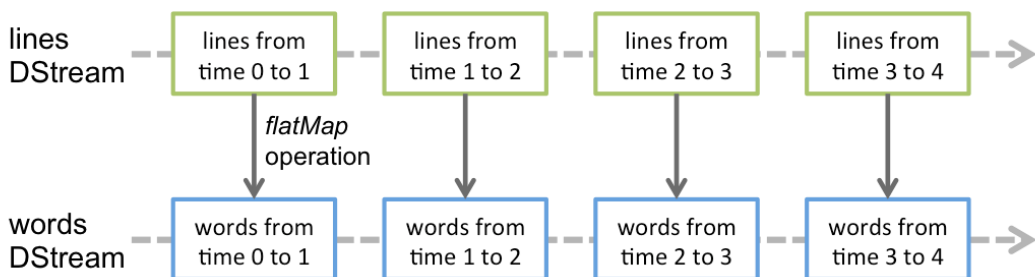 lines
DStream
lines from
time 0 to 1
lines from
time 1 to 2
lines from
time 2 to 3
lines from
time 3 to 4
flatMap
operation
words
DStream
words from
time 0 to 1
words from
time 1 to 2
words from
time 2 to 3
words from
time 3 to 4